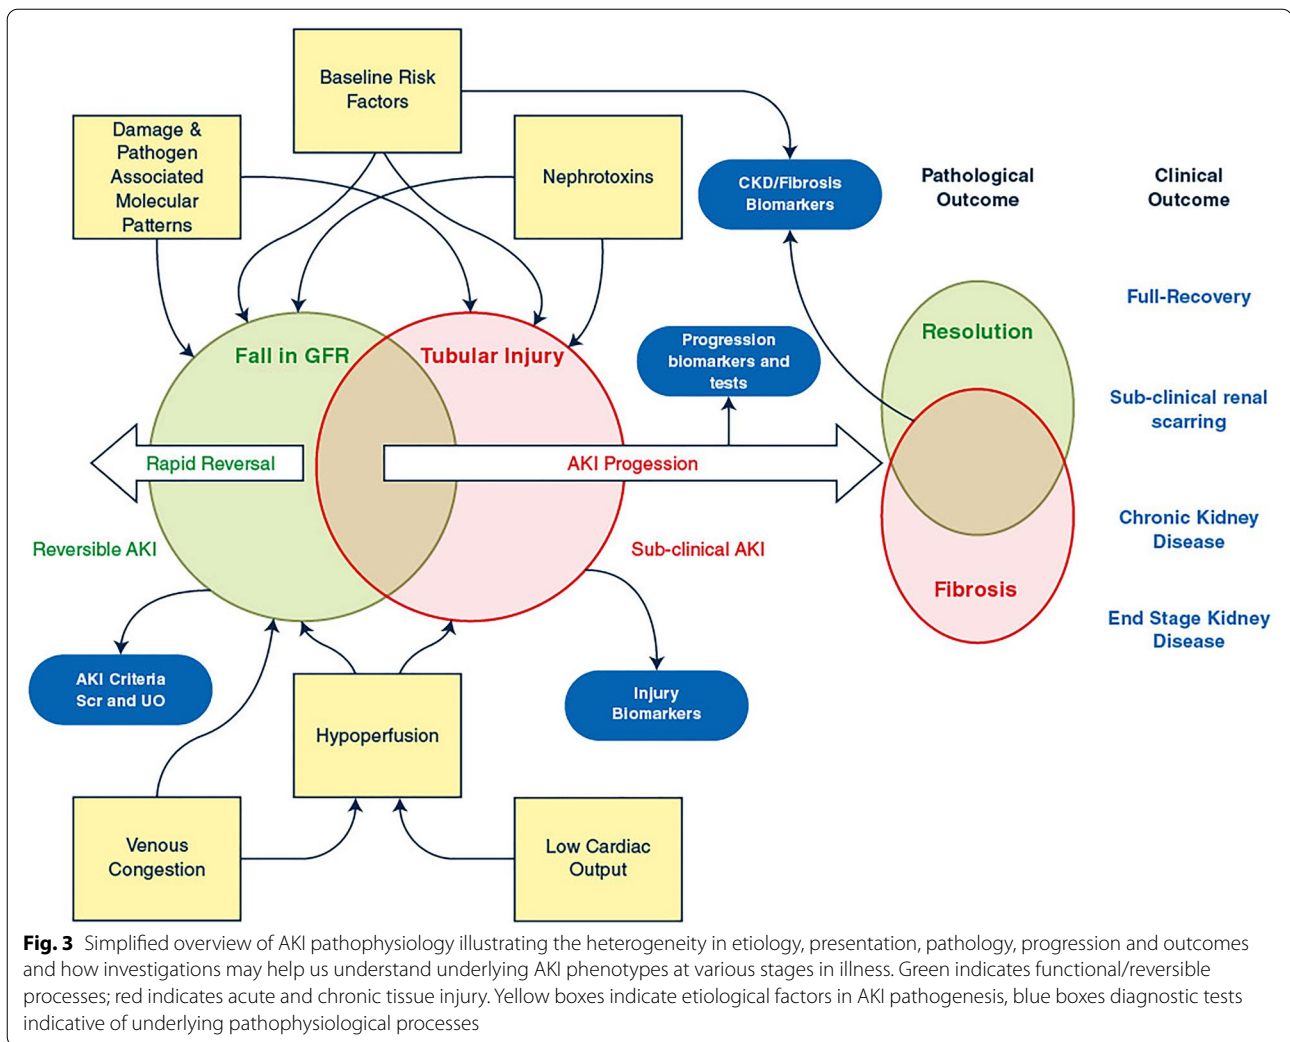 Baseline Risk
Factors
Damage &
Pathogen
Associated
Molecular
Patterns
Nephrotoxins
CKD/Fibrosis
Biomarkers
Pathological
Outcome
Clinical
Outcome
Full-Recovery
Resolution
Fall in GFR
Tubular Injury
Progression
biomarkers and
tests
Sub-clinical renal
scarring
Rapid Reversal
AKI Progession
Chronic Kidney
Disease
Reversible AKI
Sub-clinical AKI
Fibrosis
End Stage Kidney
Disease
AKI Criteria
Scr and UO
Injury
Biomarkers
Hypoperfusion
Venous
Congestion
Low Cardiac
Output
Fig. 3 Simplified overview of AKI pathophysiology illustrating the heterogeneity in etiology, presentation, pathology, progression and outcomes
and how investigations may help us understand underlying AKI phenotypes at various stages in illness. Green indicates functional/reversible
processes; red indicates acute and chronic tissue injury. Yellow boxes indicate etiological factors in AKI pathogenesis, blue boxes diagnostic tests
indicative of underlying pathophysiological processes